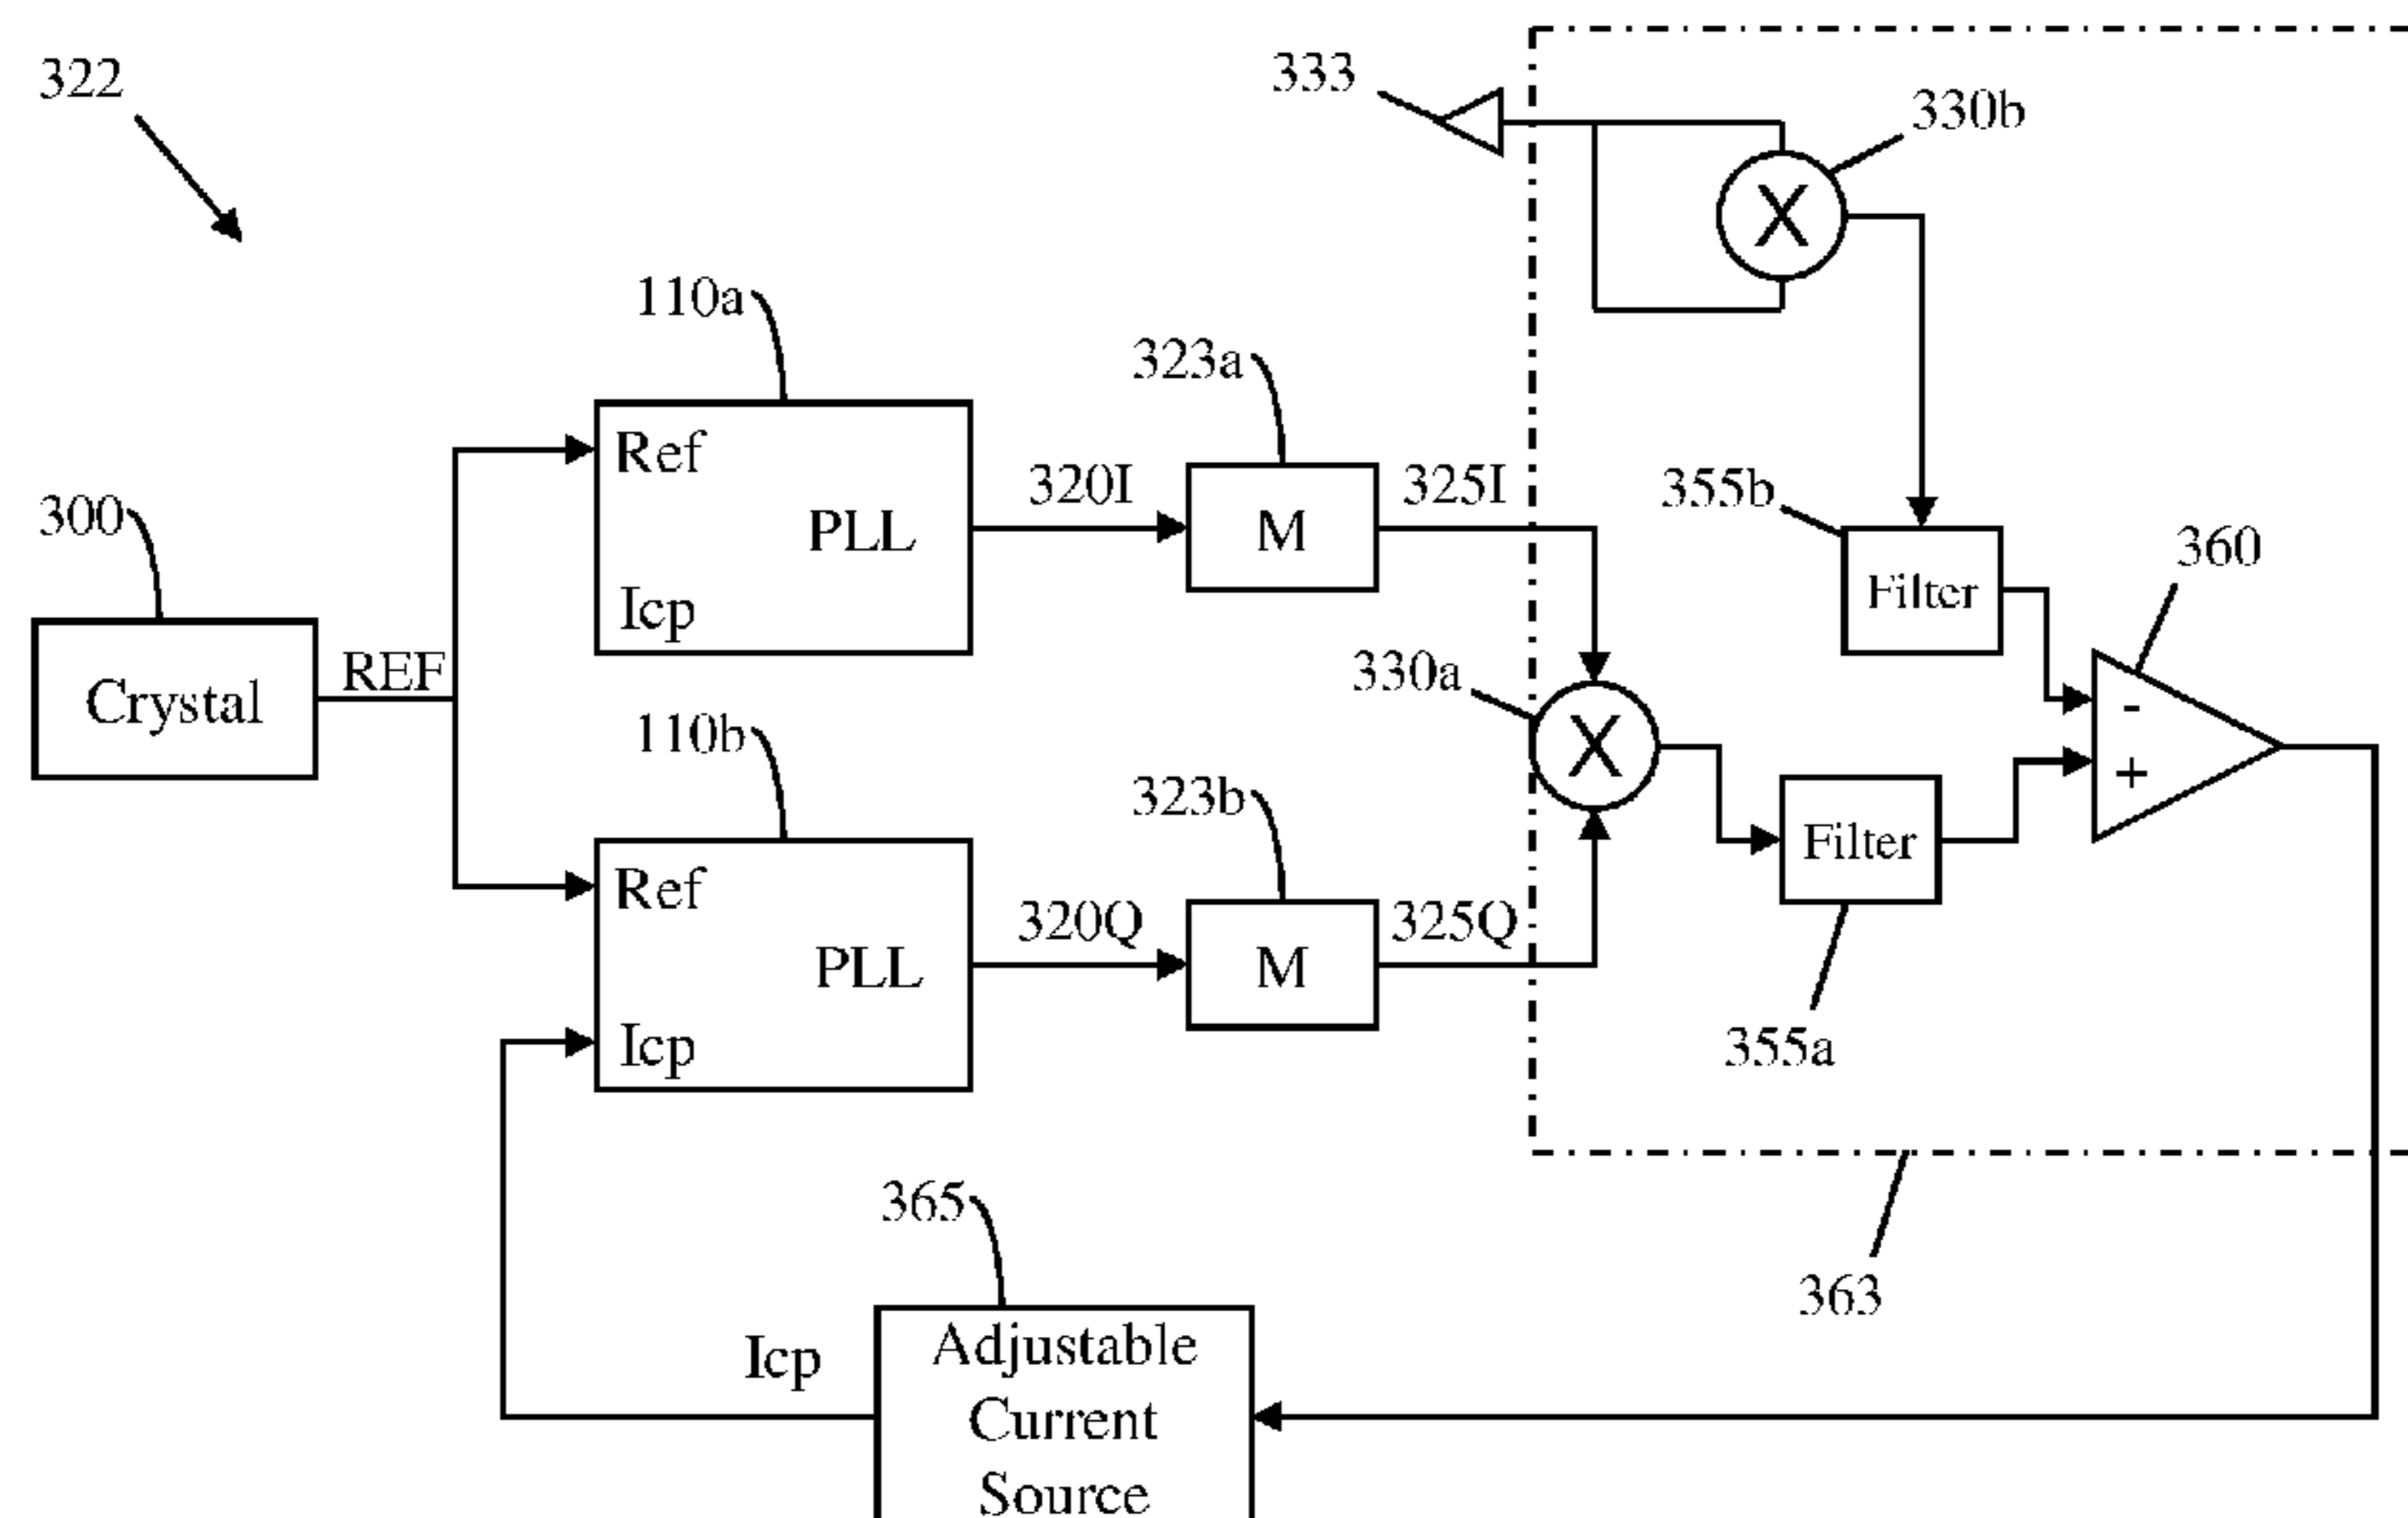 322
333
330b
X
110a
323a
Ref
320I
325I
355b
300
PLL
M
360
Icp
Filter
REF
330a
Crystal
-
110b
X
+
323b
Filter
Ref
320Q
325Q
PLL
M
Icp
355a
365
363
Icp
Adjustable
Current
Source